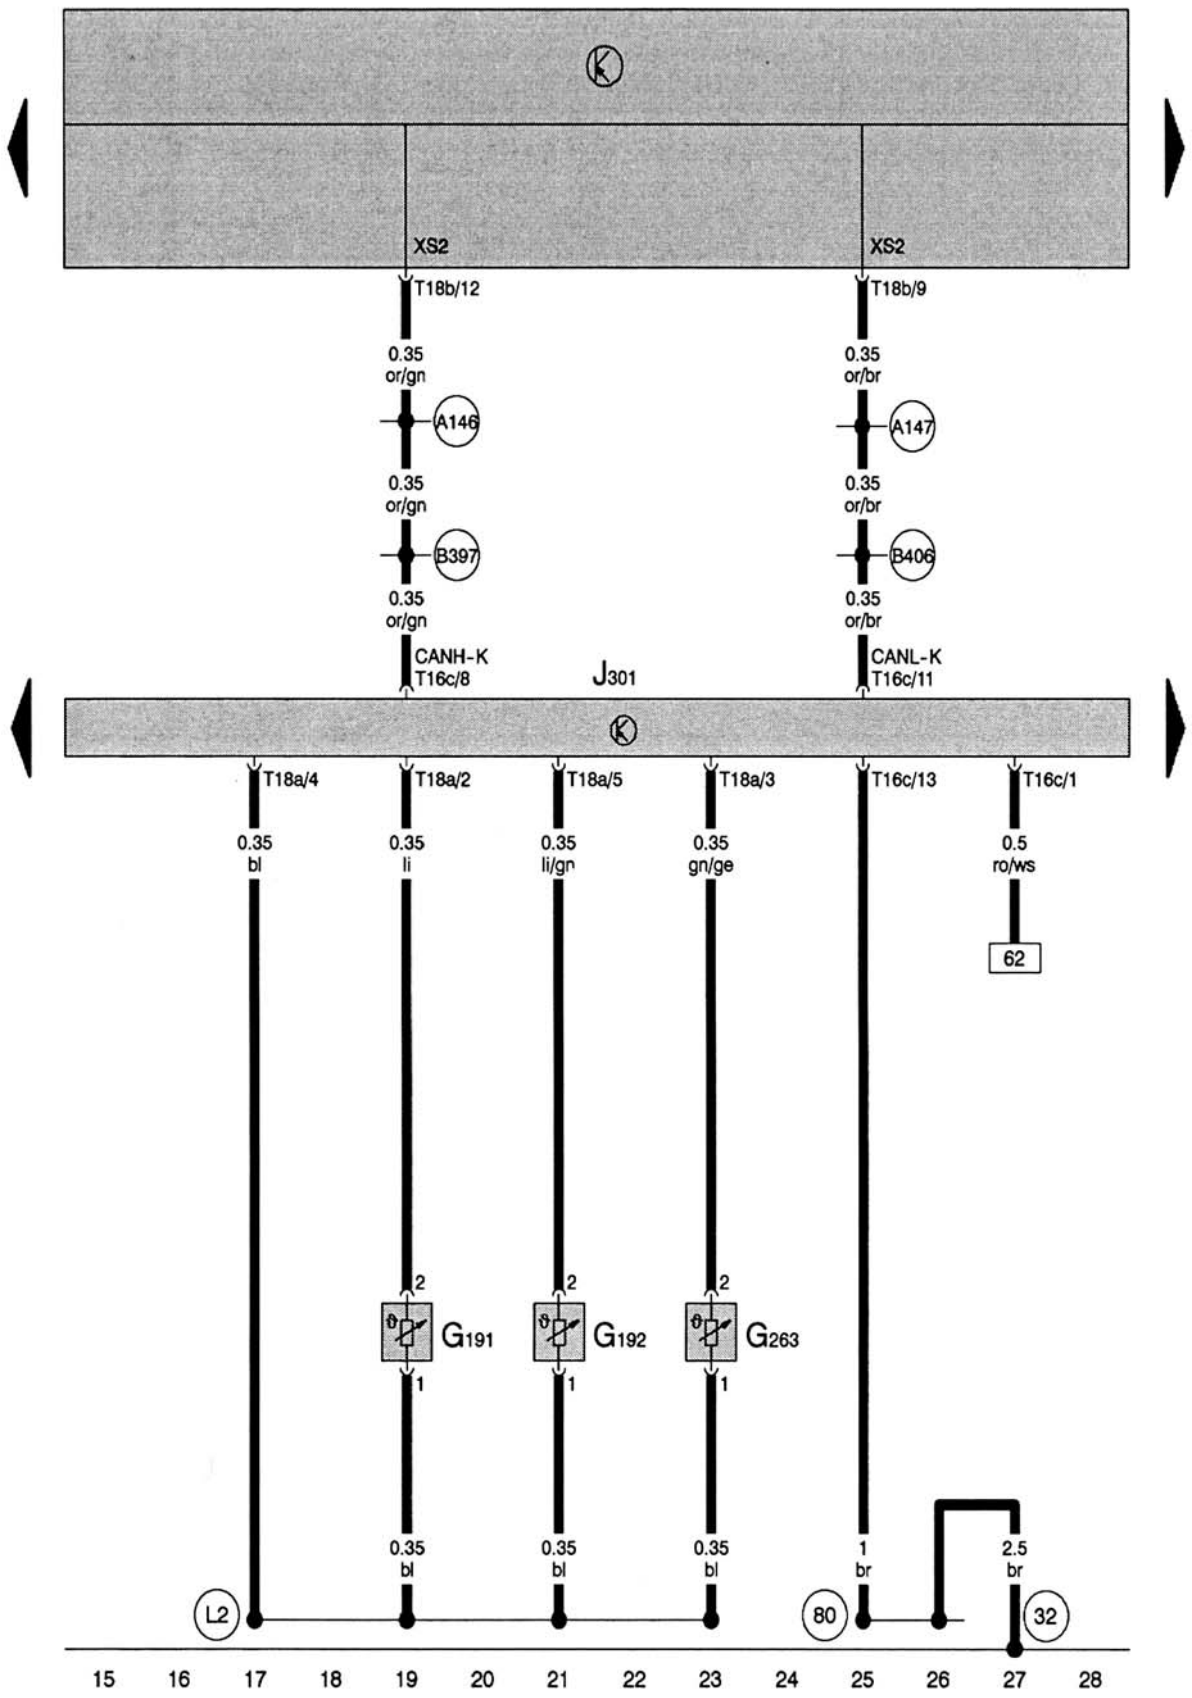 XS2 XS2
T18b/12 T18b/9
0.35 0.35
or/gn or/br
A146 A147
0.35 0.35
or/gn or/br
B397 B406
0.35 0.35
or/gn or/br
CANH-K CANL-K
T16c/8 J301 T16c/11
T18a/4 T18a/2 T18a/5 T18a/3 T16c/13 T16c/1
0.35 0.35 0.35 0.35 0.5
bl li li/gn gn/ge ro/ws
62
2 2 2
ϑ G191 ϑ G192 ϑ G263
1 1 1
0.35 0.35 0.35 1 2.5
bl bl bl br br
L2 80 32
15 16 17 18 19 20 21 22 23 24 25 26 27 28